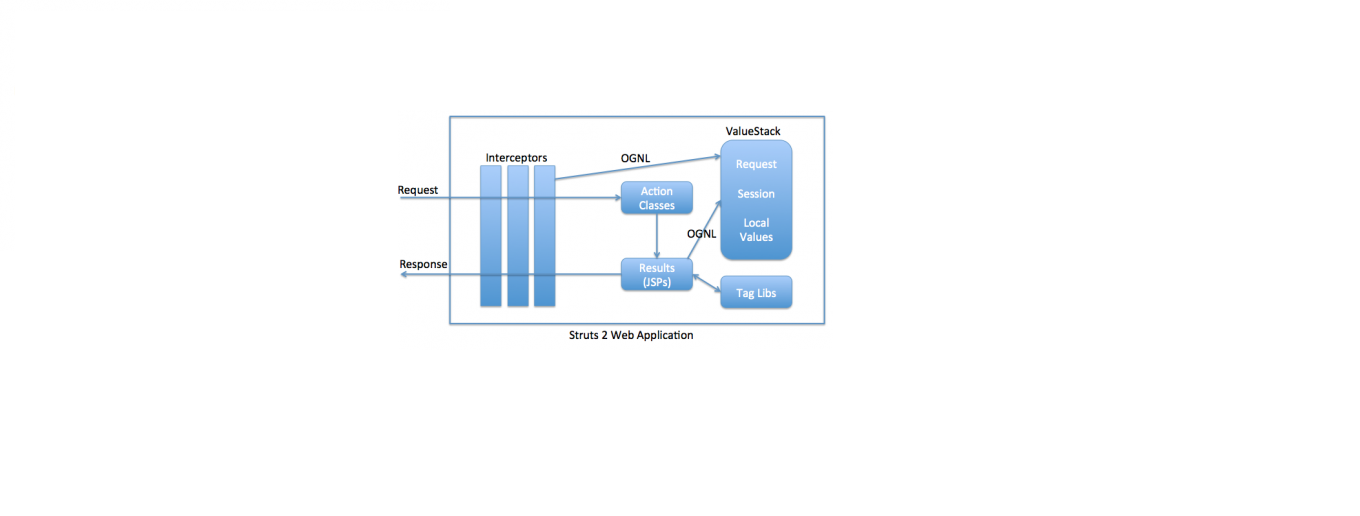 ValueStack
Interceptors
OGNL
Request
Request
Action
Classes
Session
Local
Values
OGNL
Response
Results
(JSPs)
Tag Libs
Struts 2 Web Application